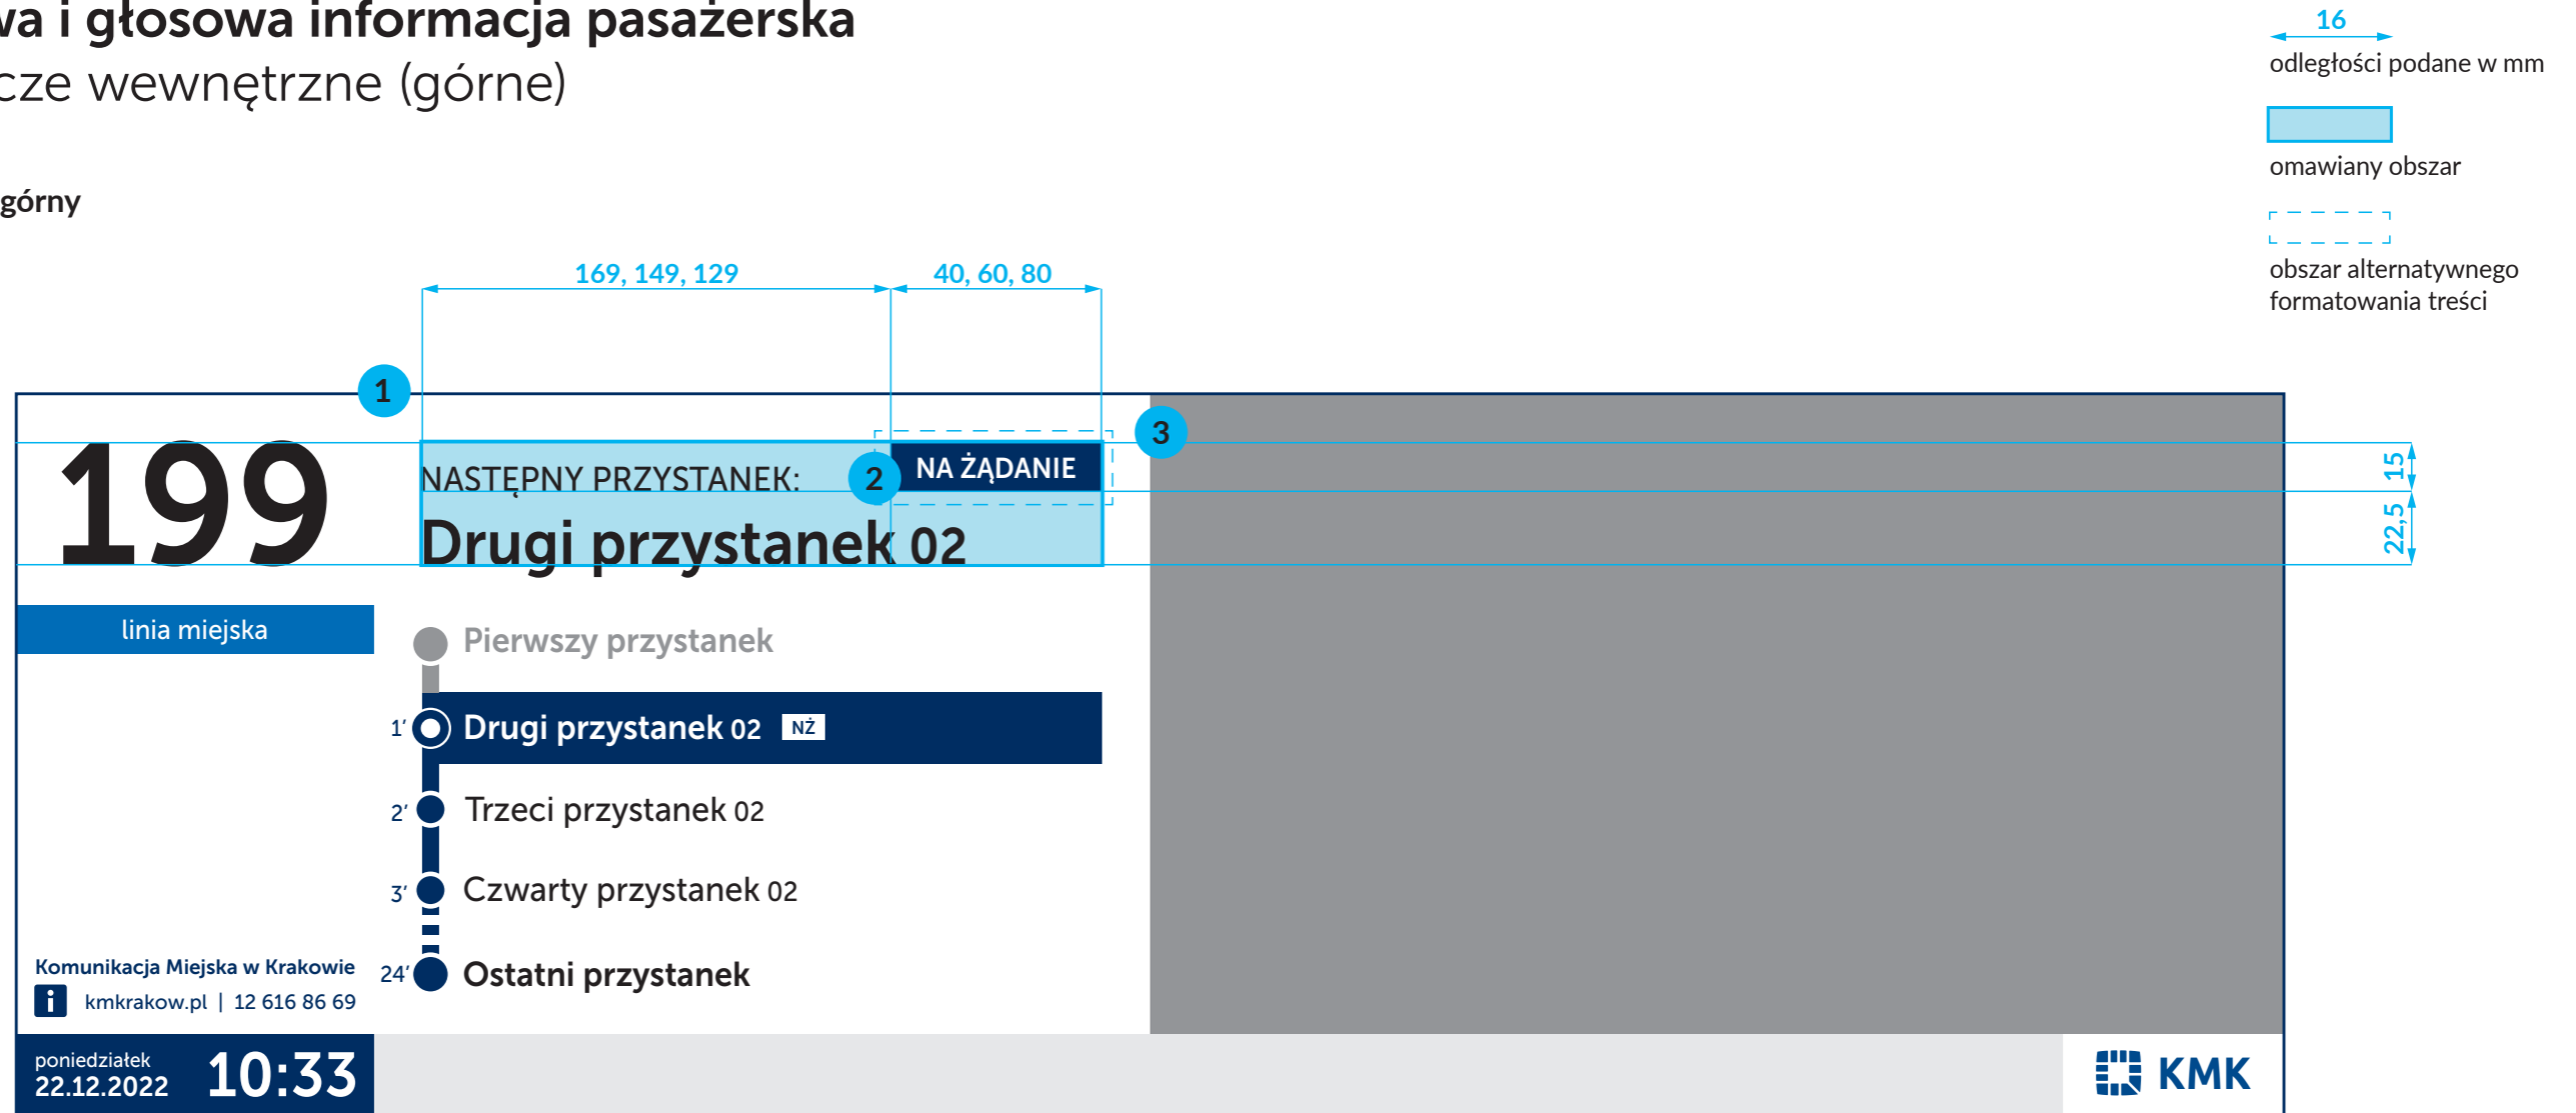 wa i głosowa informacja pasażerska
cze wewnętrzne (górne)
górny
16
odległości podane w mm
omawiany obszar
obszar alternatywnego
formatowania treści
169, 149, 129
40, 60, 80
1
3
199
NASTĘPNY PRZYSTANEK:
2
NA ŻĄDANIE
15
Drugi przystanek 02
22,5
linia miejska
Pierwszy przystanek
1' Drugi przystanek 02 NŻ
2' Trzeci przystanek 02
3' Czwarty przystanek 02
24' Ostatni przystanek
Komunikacja Miejska w Krakowie
i kmkrakow.pl | 12 616 86 69
poniedziałek
22.12.2022
10:33
KMK